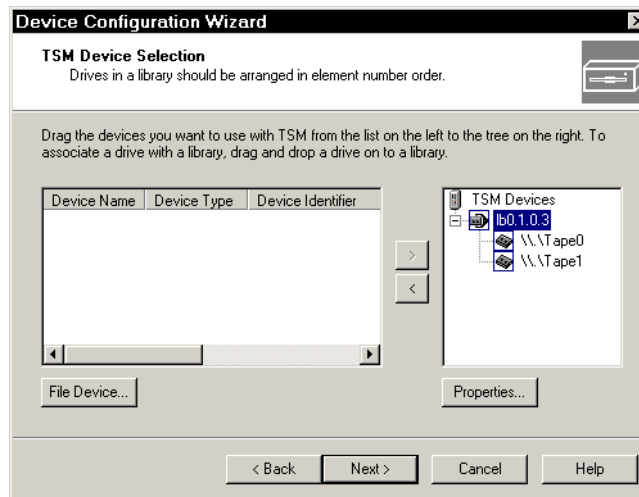 Device Configuration Wizard
TSM Device Selection
Drives in a library should be arranged in element number order.
Drag the devices you want to use with TSM from the list on the left to the tree on the right. To
associate a drive with a library, drag and drop a drive on to a library.
Device Name Device Type Device Identifier
TSM Devices
lb0.1.0.3
\\.\Tape0
\\.\Tape1
>
<
File Device...
Properties...
< Back Next > Cancel Help